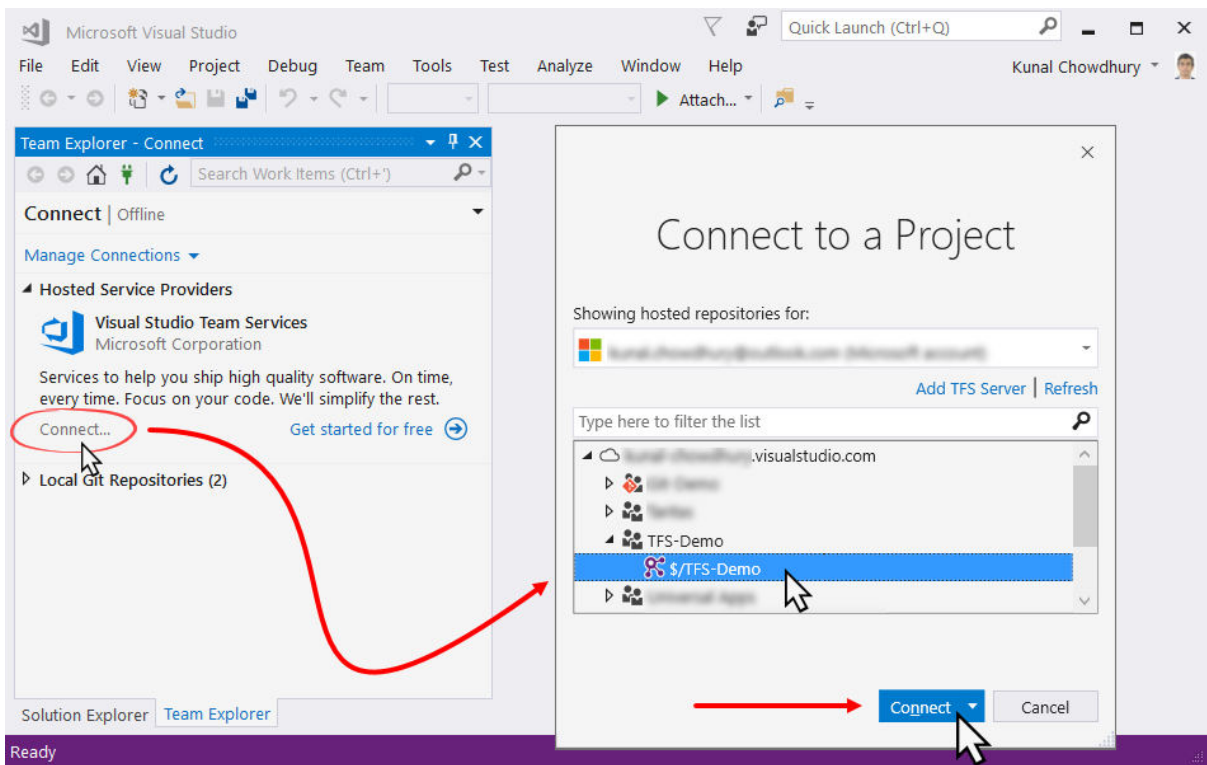 Microsoft Visual Studio
Quick Launch (Ctrl+Q)
File Edit View Project Debug Team Tools Test Analyze Window Help
Kunal Chowdhury
Attach...
Team Explorer - Connect
Search Work Items (Ctrl+')
Connect | Offline
Manage Connections
Hosted Service Providers
Visual Studio Team Services
Microsoft Corporation
Services to help you ship high quality software. On time,
every time. Focus on your code. We'll simplify the rest.
Connect...
Get started for free
Local Git Repositories (2)
Solution Explorer
Team Explorer
Ready
Connect to a Project
Showing hosted repositories for:
Add TFS Server | Refresh
Type here to filter the list
.visualstudio.com
TFS-Demo
$/TFS-Demo
Connect
Cancel